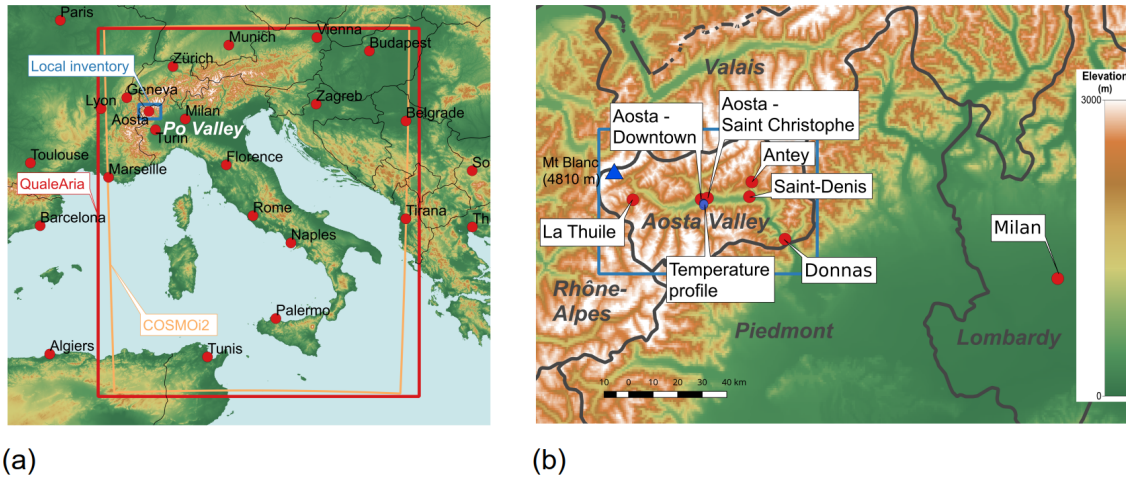 Paris
Munich
Vienna
Budapest
Zürich
Local inventory
Geneva
Lyon
Zagreb
Milan
Aosta
Belgrade
Po Valley
Turin
Toulouse
Florence
So
Marseille
QualeAria
Rome
Tirana
Th
Barcelona
Naples
Palermo
COSMOi2
Algiers
Tunis
(a)
Valais
Elevation
(m)
3000
0
Aosta -
Downtown
Aosta -
Saint Christophe
Mt Blanc
(4810 m)
Antey
Saint-Denis
La Thuile
Aosta Valley
Milan
Temperature
profile
Donnas
Rhône-
Alpes
Piedmont
Lombardy
10 0 10 20 30 40 km
(b)